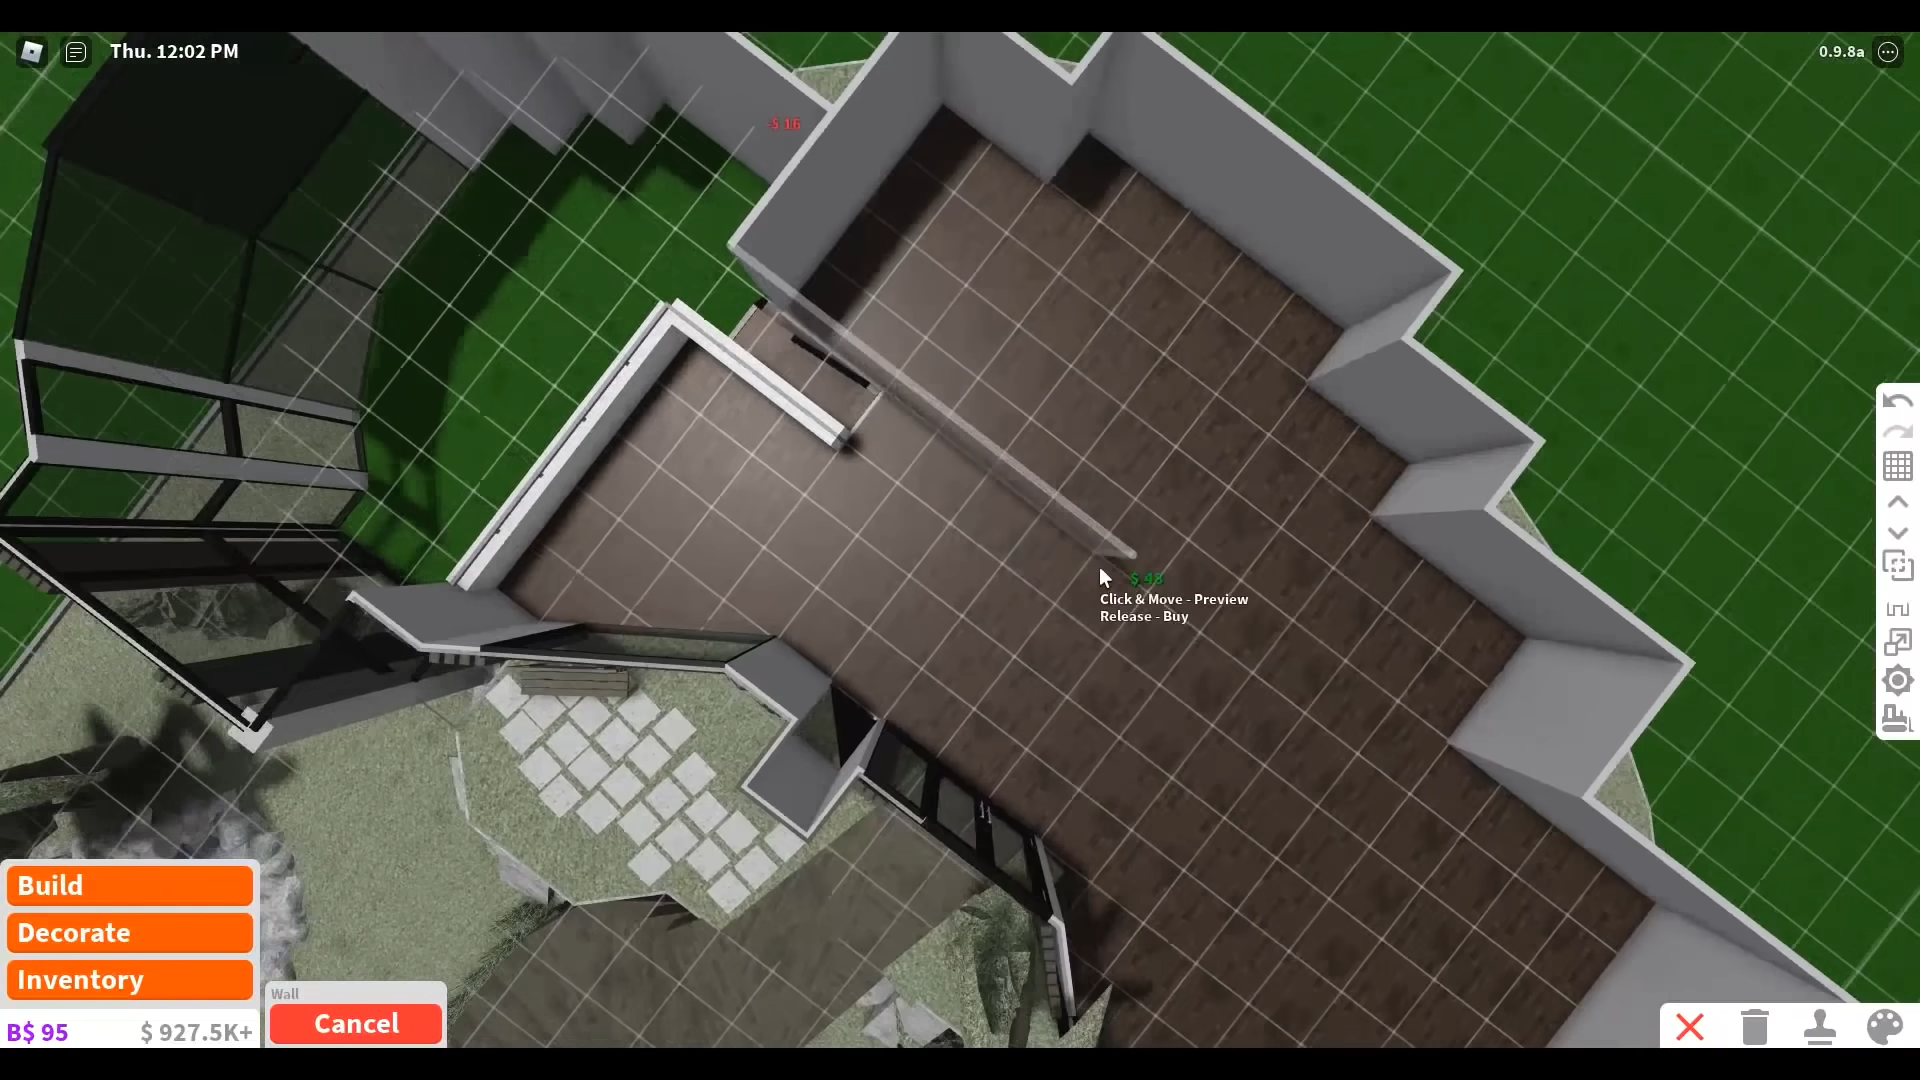 Thu. 12:02 PM
0.9.8a
-$ 16
$ 48
Click & Move - Preview
Release - Buy
Build
Decorate
Inventory
Wall
Cancel
B$ 95
$ 927.5K+